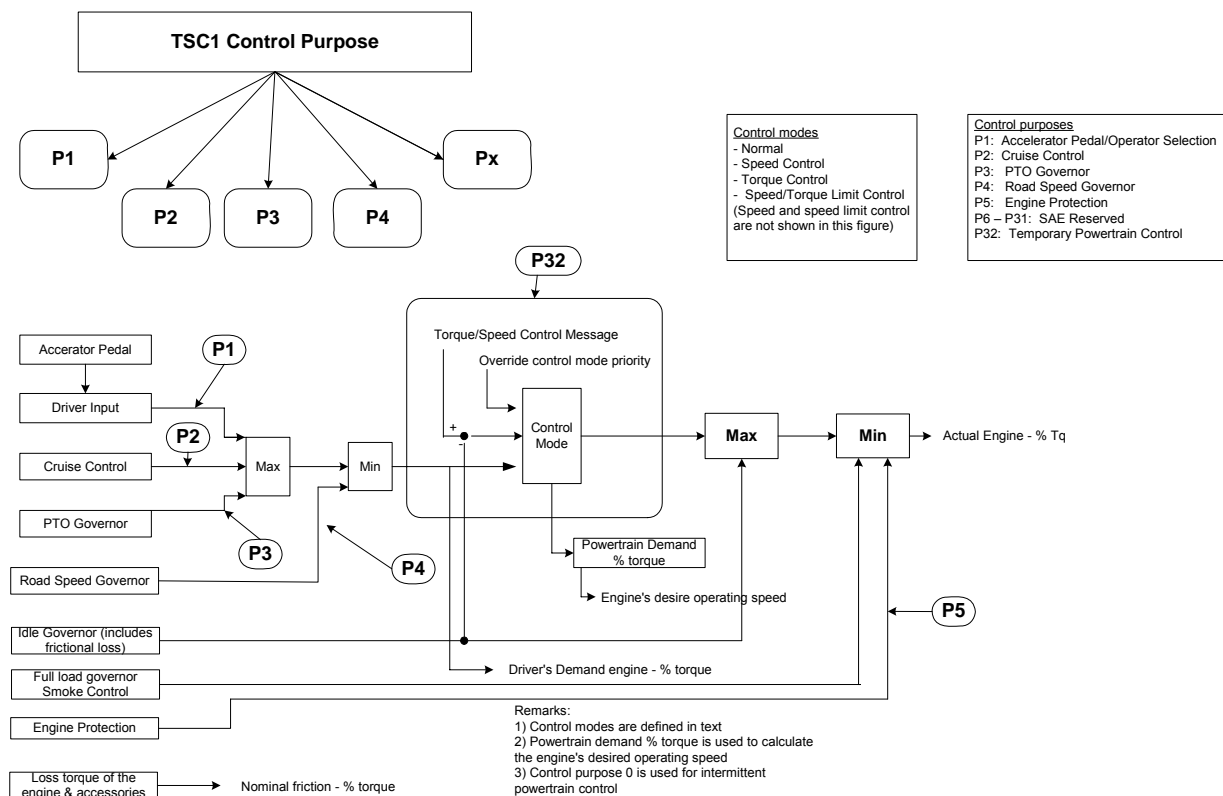 TSC1 Control Purpose
P1
P2
P3
P4
Px
Control modes
- Normal
- Speed Control
- Torque Control
- Speed/Torque Limit Control
(Speed and speed limit control
are not shown in this figure)
Control purposes
P1: Accelerator Pedal/Operator Selection
P2: Cruise Control
P3: PTO Governor
P4: Road Speed Governor
P5: Engine Protection
P6 – P31: SAE Reserved
P32: Temporary Powertrain Control
P32
Torque/Speed Control Message
Override control mode priority
Accerator Pedal
P1
Driver Input
P2
Cruise Control
PTO Governor
P3
Max
Min
+
-
Control
Mode
Max
Min
Actual Engine - % Tq
P4
Road Speed Governor
Powertrain Demand
% torque
Engine's desire operating speed
P5
Idle Governor (includes
frictional loss)
Driver's Demand engine - % torque
Full load governor
Smoke Control
Engine Protection
Loss torque of the
engine & accessories
Nominal friction - % torque
Remarks:
1) Control modes are defined in text
2) Powertrain demand % torque is used to calculate
the engine's desired operating speed
3) Control purpose 0 is used for intermittent
powertrain control